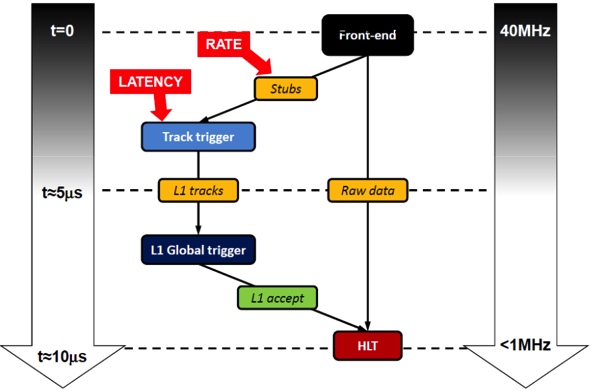 t=0
Front-end
40MHz
RATE
LATENCY
Stubs
Track trigger
t≈5μs
L1 tracks
Raw data
L1 Global trigger
L1 accept
t≈10μs
HLT
<1MHz